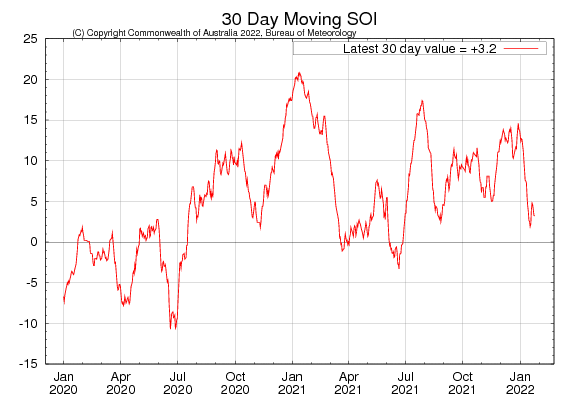 30 Day Moving SOI
(C) Copyright Commonwealth of Australia 2022, Bureau of Meteorology
Latest 30 day value = +3.2
25
20
15
10
5
0
-5
-10
-15
Jan Apr Jul Oct Jan Apr Jul Oct Jan
2020 2020 2020 2020 2021 2021 2021 2021 2022